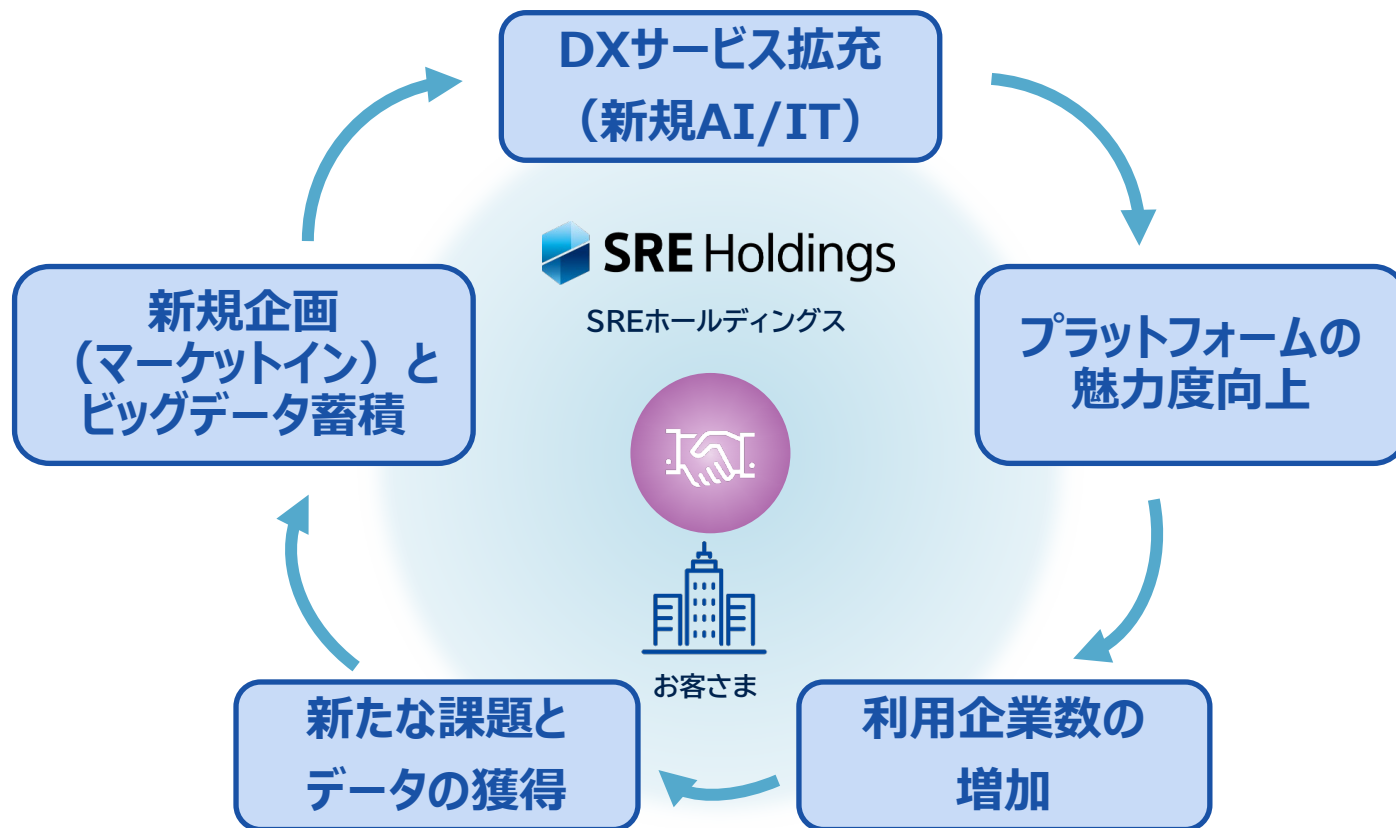 DXサービス拡充
（新規AI/IT）
SRE Holdings
SREホールディングス
新規企画
（マーケットイン）と
ビッグデータ蓄積
プラットフォームの
魅力度向上
お客さま
新たな課題と
データの獲得
利用企業数の
増加